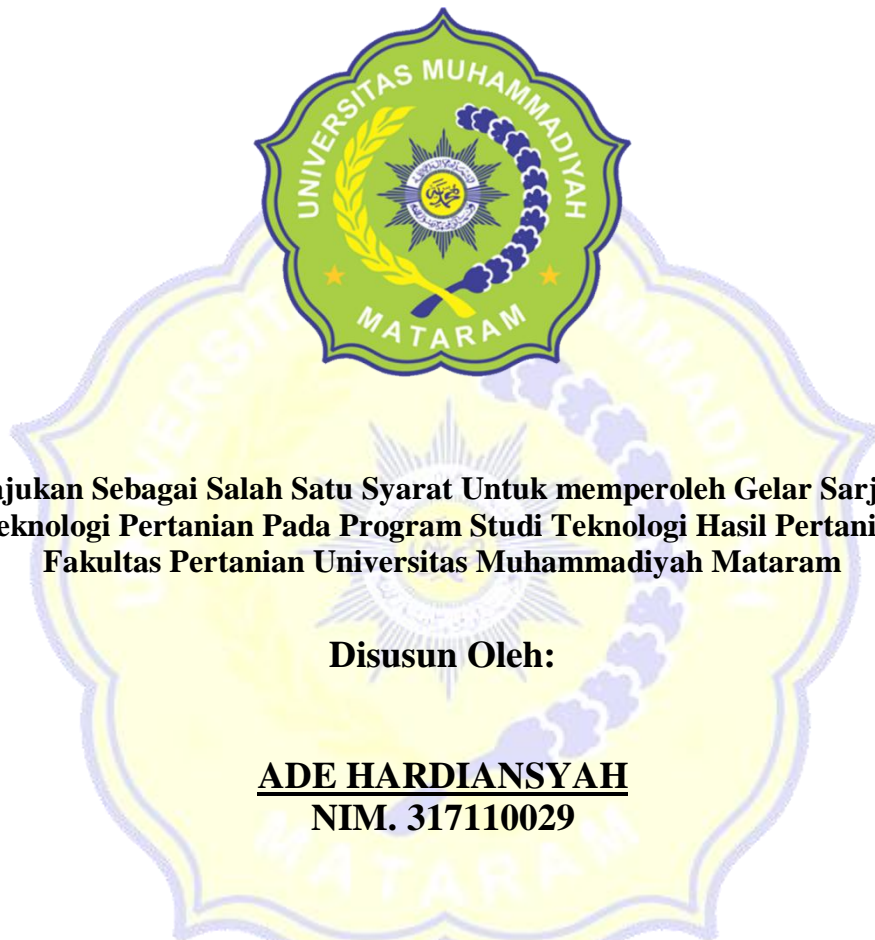 UNIVERSITAS MUHAMMADIYAH
MATARAM
ajukan Sebagai Salah Satu Syarat Untuk memperoleh Gelar Sarj
eknologi Pertanian Pada Program Studi Teknologi Hasil Pertani
Fakultas Pertanian Universitas Muhammadiyah Mataram
Disusun Oleh:
ADE HARDIANSYAH
NIM. 317110029
MATARAM